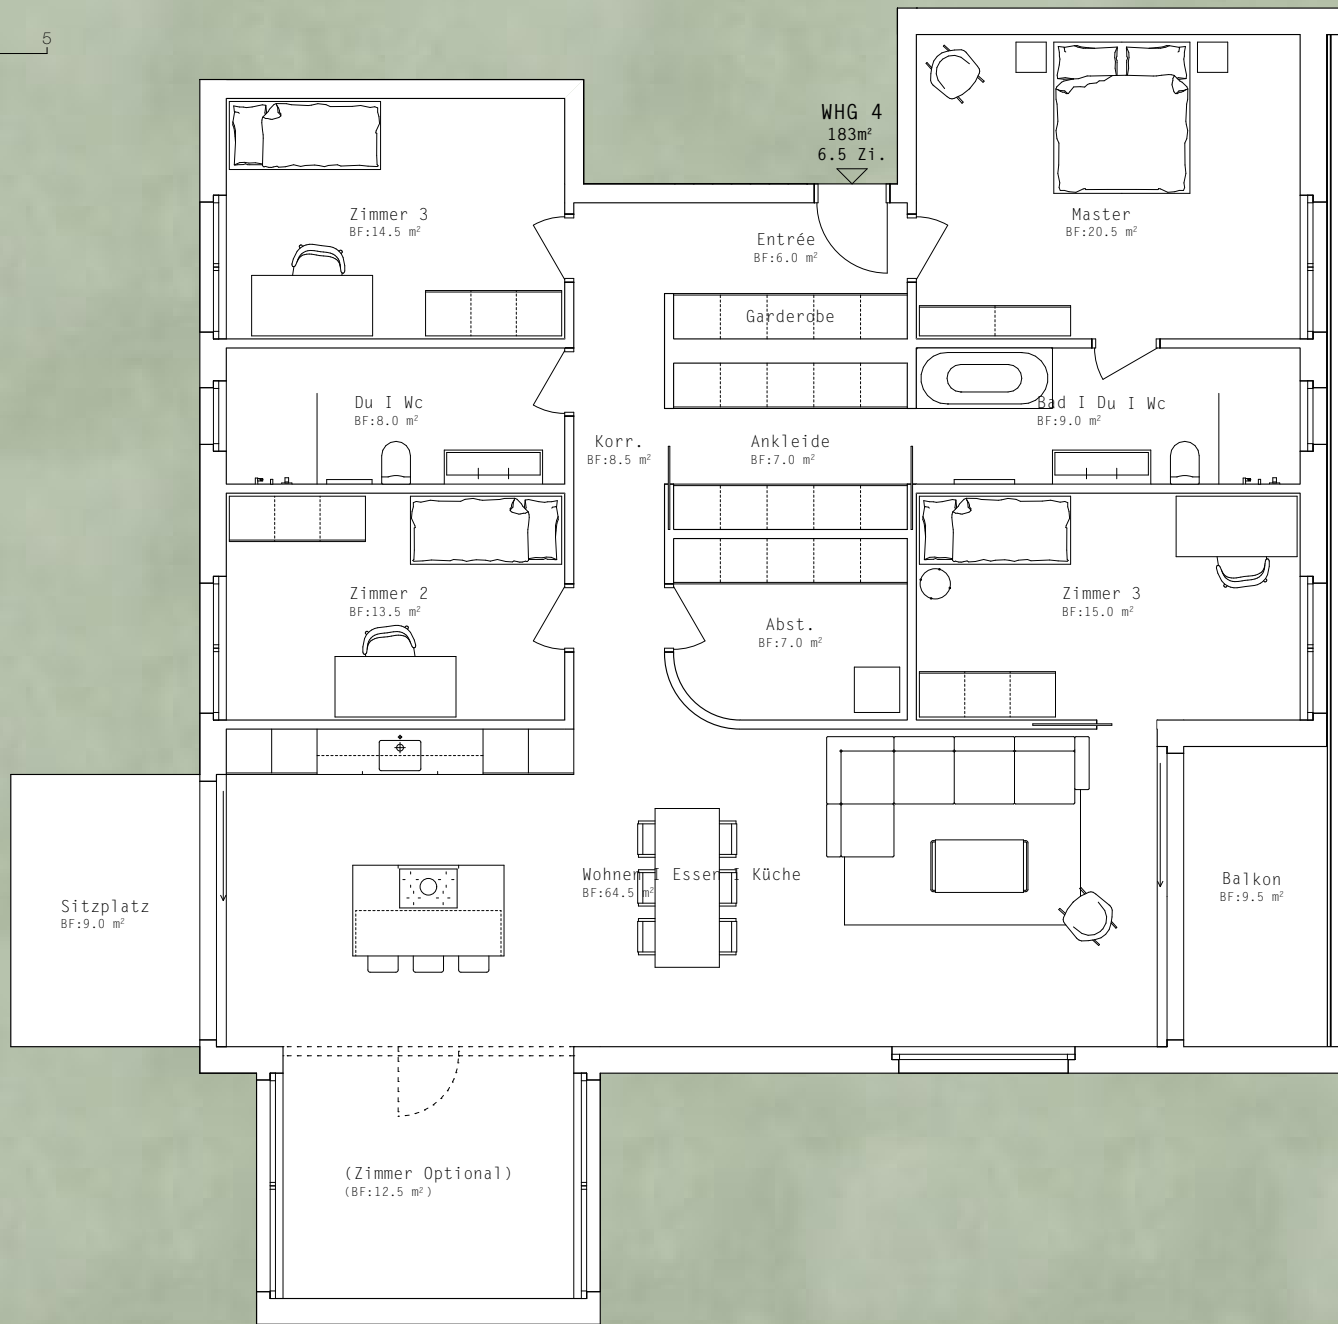 5
WHG 4
183m²
6.5 Zi.
Zimmer 3
BF:14.5 m²
Entrée
BF:6.0 m²
Master
BF:20.5 m²
Garderobe
Du I Wc
BF:8.0 m²
Korr.
BF:8.5 m²
Ankleide
BF:7.0 m²
Bad I Du I Wc
BF:9.0 m²
Zimmer 2
BF:13.5 m²
Abst.
BF:7.0 m²
Zimmer 3
BF:15.0 m²
Wohnen I Essen I Küche
BF:64.5 m²
Sitzplatz
BF:9.0 m²
Balkon
BF:9.5 m²
(Zimmer Optional)
(BF:12.5 m²)